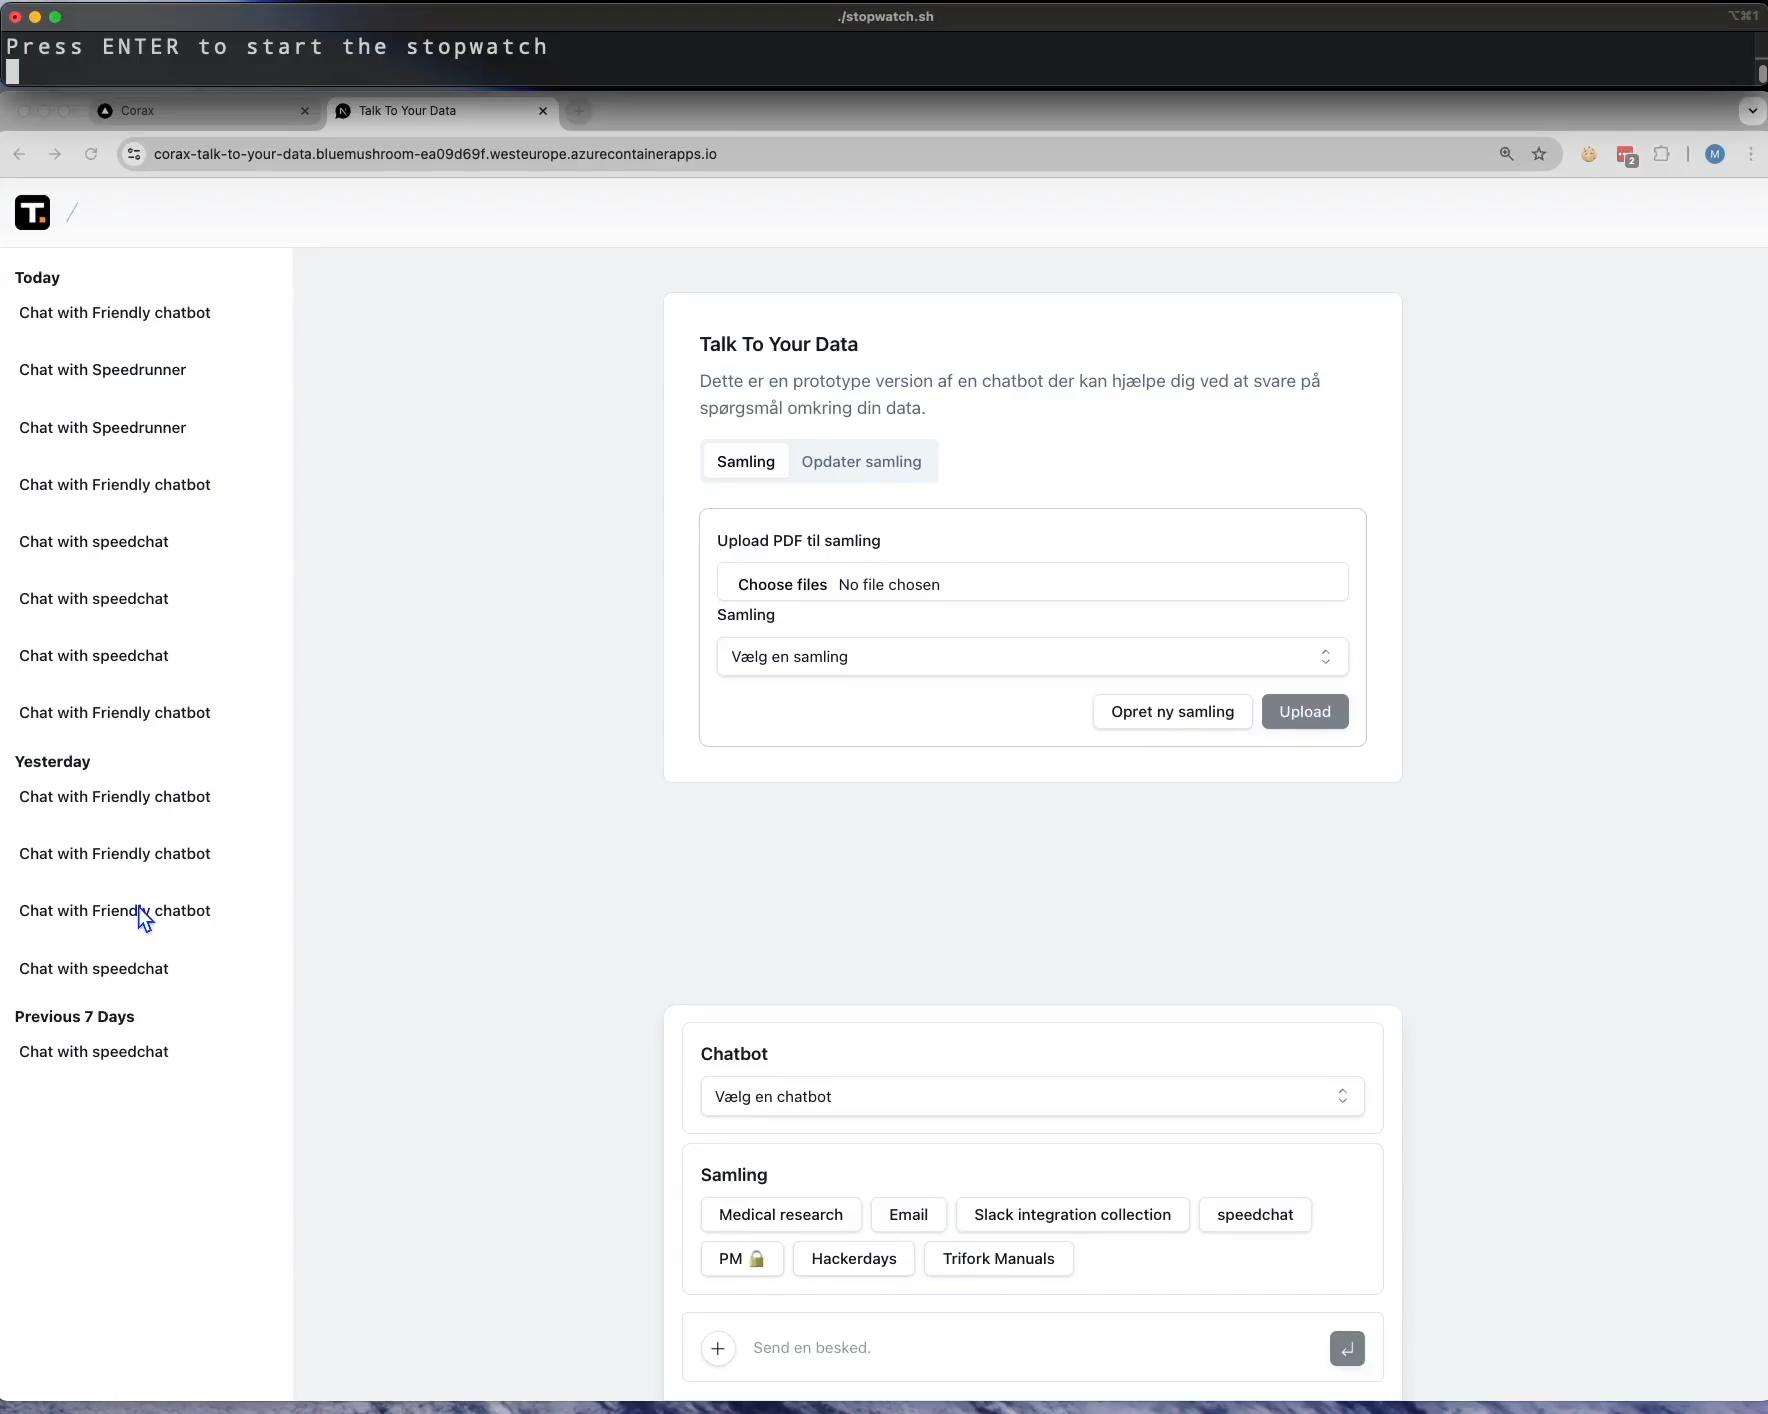 ./stopwatch.sh
⌥⌘1
Press ENTER to start the stopwatch
Corax
Talk To Your Data
corax-talk-to-your-data.bluemushroom-ea09d69f.westeurope.azurecontainerapps.io
2
M
T.
/
Today
Chat with Friendly chatbot
Chat with Speedrunner
Chat with Speedrunner
Chat with Friendly chatbot
Chat with speedchat
Chat with speedchat
Chat with speedchat
Chat with Friendly chatbot
Yesterday
Chat with Friendly chatbot
Chat with Friendly chatbot
Chat with Friendly chatbot
Chat with speedchat
Previous 7 Days
Chat with speedchat
Talk To Your Data
Dette er en prototype version af en chatbot der kan hjælpe dig ved at svare på
spørgsmål omkring din data.
Samling Opdater samling
Upload PDF til samling
Choose files No file chosen
Samling
Vælg en samling
Opret ny samling Upload
Chatbot
Vælg en chatbot
Samling
Medical research Email Slack integration collection speedchat
PM 🔒 Hackerdays Trifork Manuals
Send en besked.